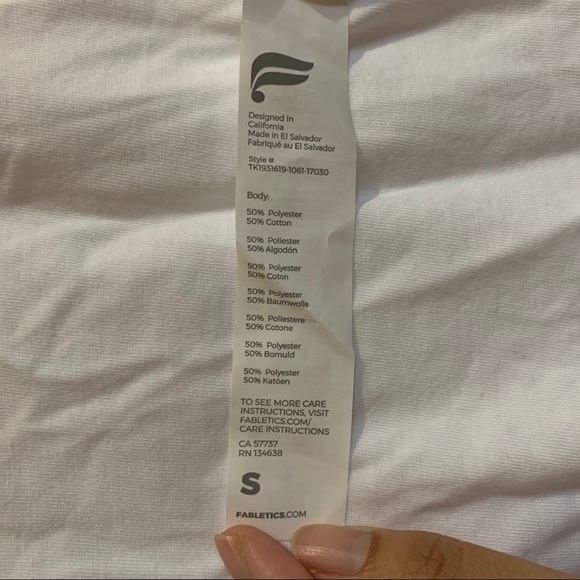 Designed in
California
Made in El Salvador
Fabriqué au El Salvador
Style #
TK1931619-1061-17030
Body:
50% Polyester
50% Cotton
50% Poliester
50% Algodón
50% Polyester
50% Coton
50% Polyester
50% Baumwolle
50% Poliestere
50% Cotone
50% Polyester
50% Bomuld
50% Polyester
50% Katóen
TO SEE MORE CARE
INSTRUCTIONS, VISIT
FABLETICS.COM/
CARE INSTRUCTIONS
CA 57737
RN 134638
S
FABLETICS.COM